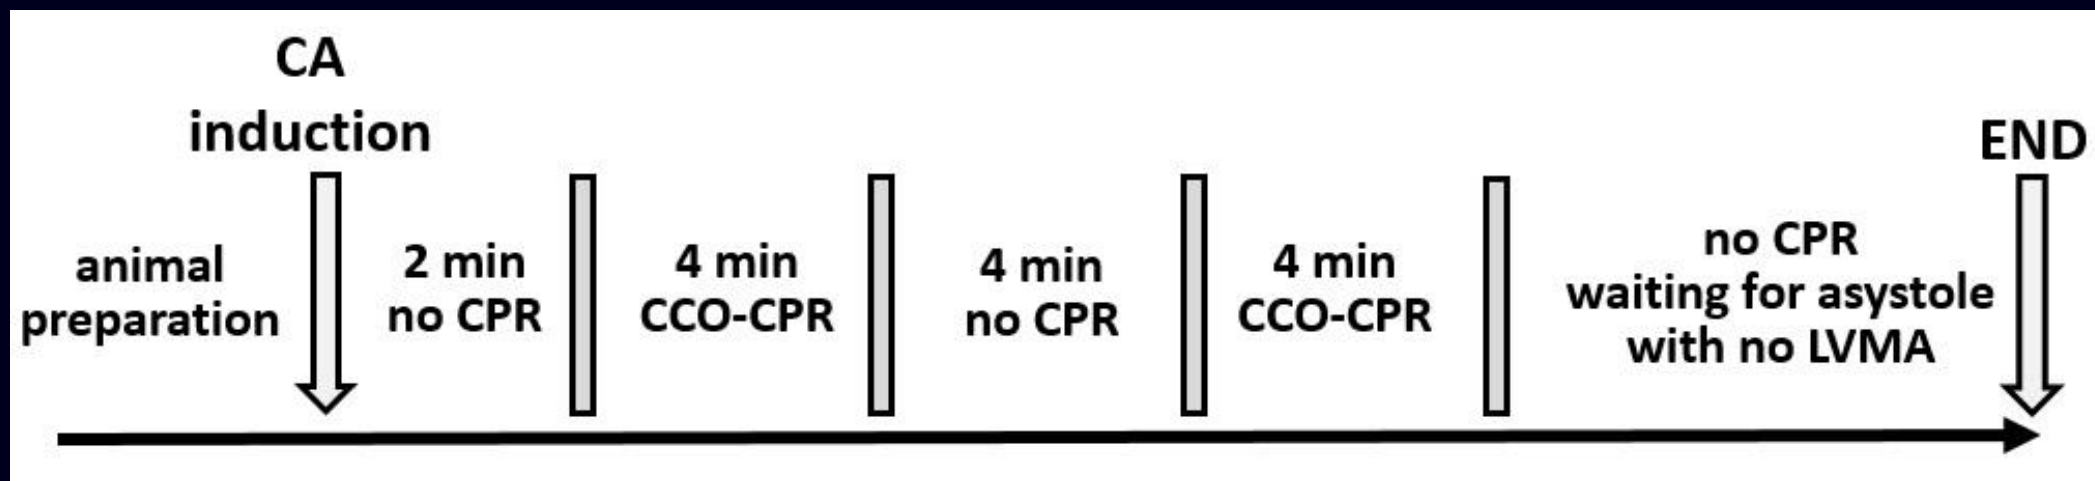 CA
induction
END
animal
preparation
2 min
no CPR
4 min
CCO-CPR
4 min
no CPR
4 min
CCO-CPR
no CPR
waiting for asystole
with no LVMA